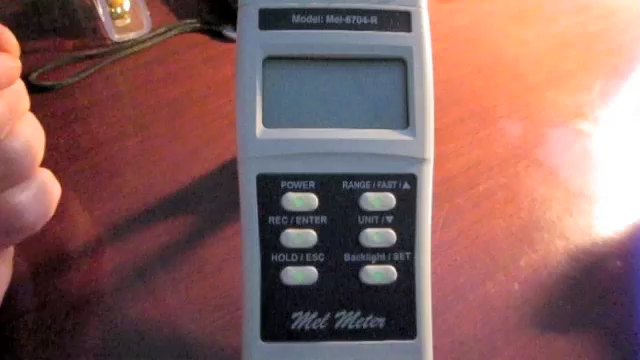 Model: Mel-8704-R
POWER
RANGE / FAST / ▲
REC / ENTER
UNIT / ▼
HOLD / ESC
Backlight / SET
Mel Meter